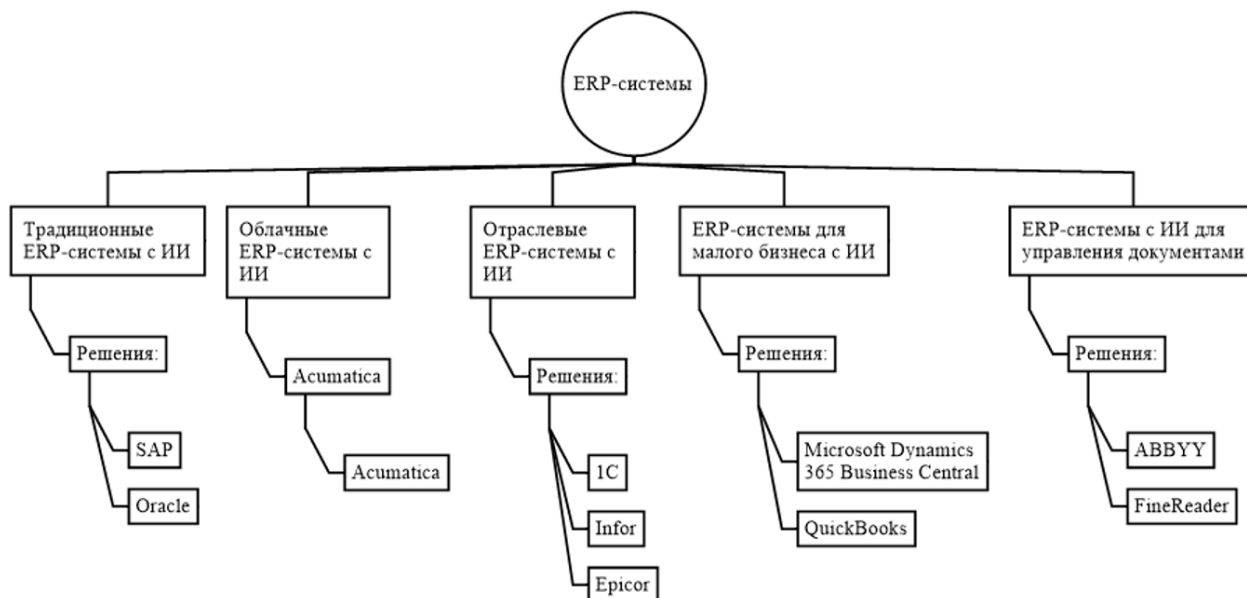 ERP-системы
Традиционные
ERP-системы с ИИ
Решения:
SAP
Oracle
Облачные
ERP-системы с
ИИ
Acumatica
Acumatica
Отраслевые
ERP-системы с
ИИ
Решения:
1С
Infor
Epicor
ERP-системы для
малого бизнеса с ИИ
Решения:
Microsoft Dynamics
365 Business Central
QuickBooks
ERP-системы с ИИ для
управления документами
Решения:
ABBYY
FineReader